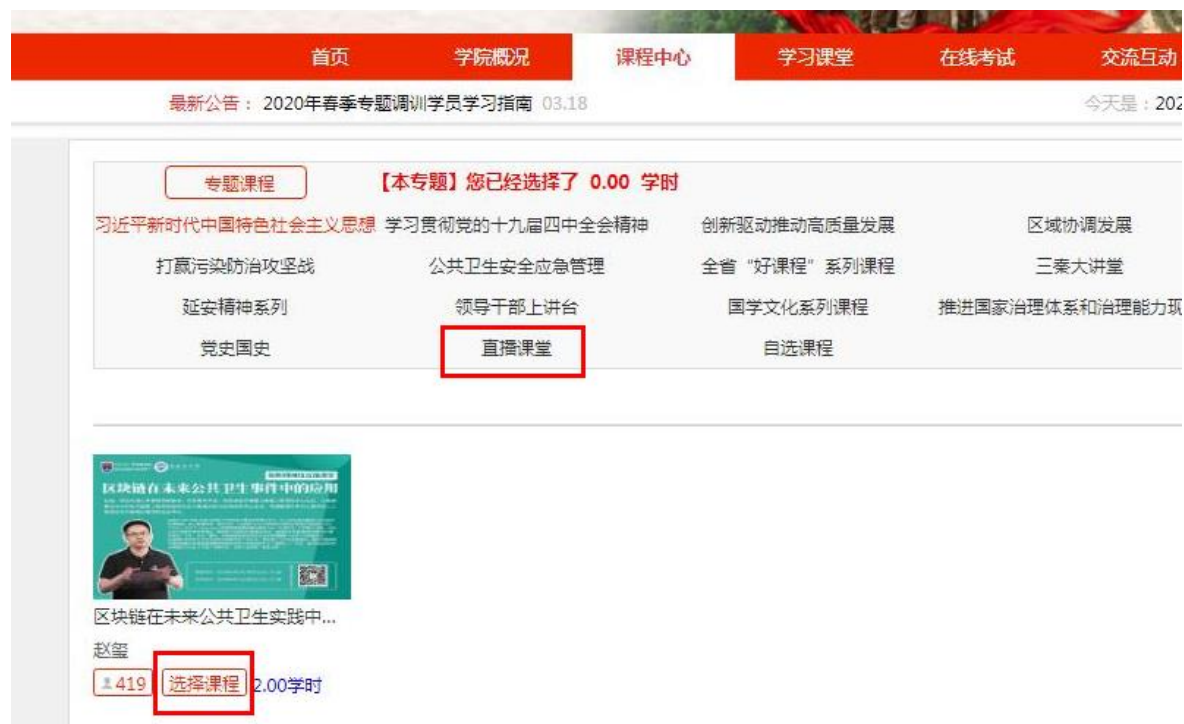 首页 学院概况 课程中心 学习课堂 在线考试 交流互动
最新公告： 2020年春季专题调训学员学习指南 03.18 今天是：202
专题课程 【本专题】您已经选择了 0.00 学时
习近平新时代中国特色社会主义思想 学习贯彻党的十九届四中全会精神 创新驱动推动高质量发展 区域协调发展
打赢污染防治攻坚战 公共卫生安全应急管理 全省“好课程”系列课程 三秦大讲堂
延安精神系列 领导干部上讲台 国学文化系列课程 推进国家治理体系和治理能力现
党史国史 直播课堂 自选课程
区块链在未来公共卫生事件中的应用
区块链在未来公共卫生实践中...
赵玺
419 选择课程 2.00学时